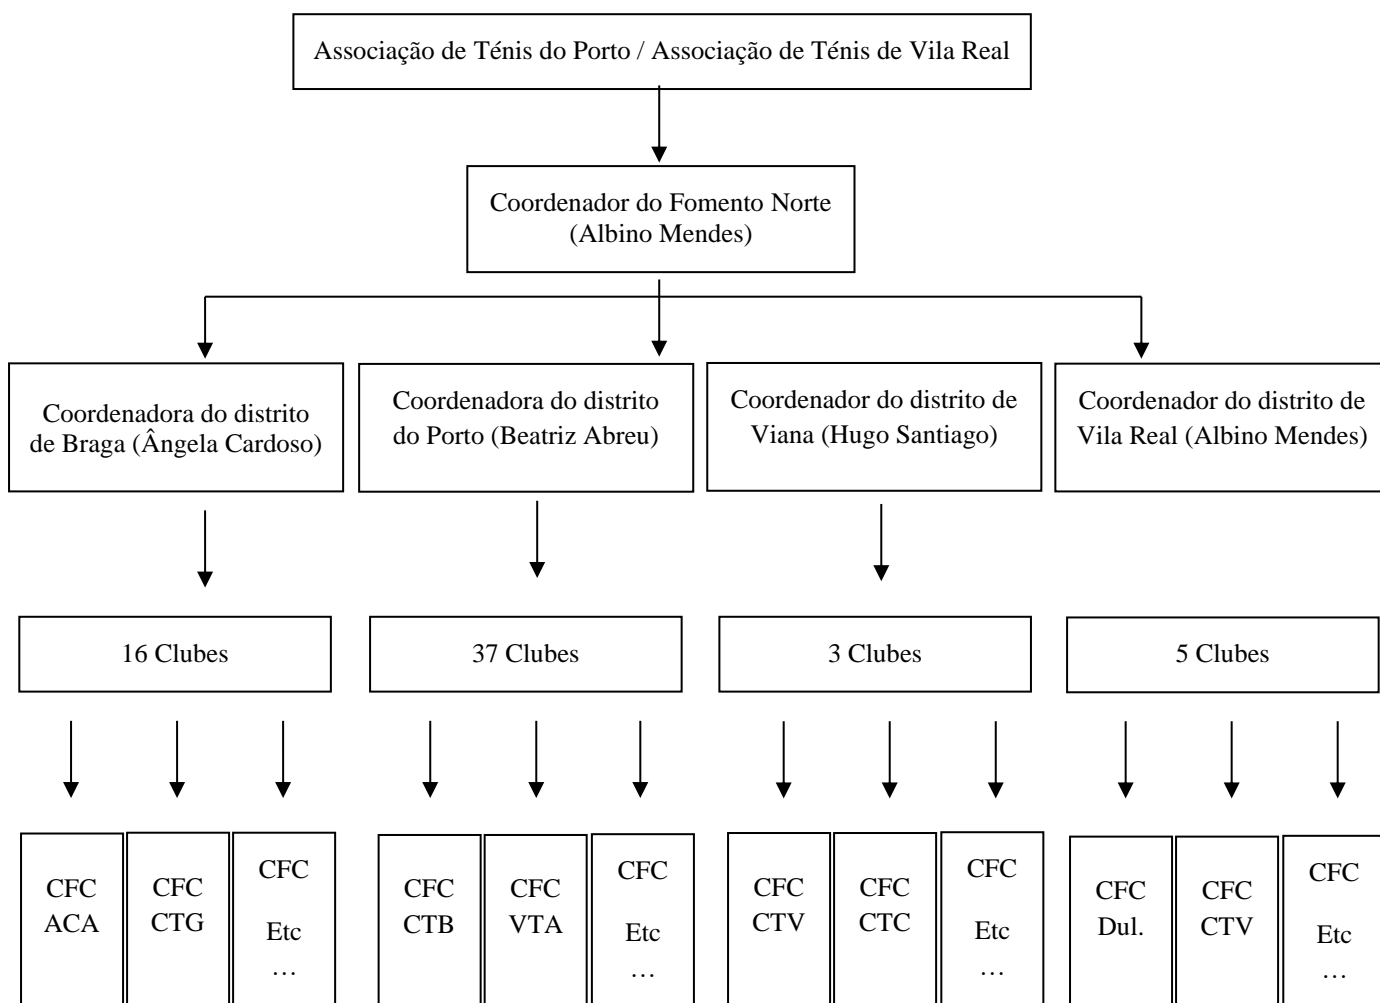 Associação de Ténis do Porto / Associação de Ténis de Vila Real
Coordenador do Fomento Norte
(Albino Mendes)
Coordenadora do distrito
de Braga (Ângela Cardoso)
Coordenadora do distrito
do Porto (Beatriz Abreu)
Coordenador do distrito de
Viana (Hugo Santiago)
Coordenador do distrito de
Vila Real (Albino Mendes)
16 Clubes
37 Clubes
3 Clubes
5 Clubes
CFC
ACA
CFC
CTG
CFC
Etc
…
CFC
CTB
CFC
VTA
CFC
Etc
…
CFC
CTV
CFC
CTC
CFC
Etc
…
CFC
Dul.
CFC
CTV
CFC
Etc
…